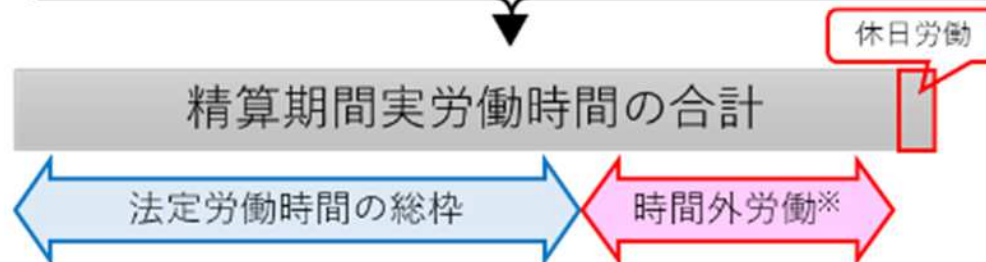 休日労働
精算期間実労働時間の合計
法定労働時間の総枠
時間外労働※